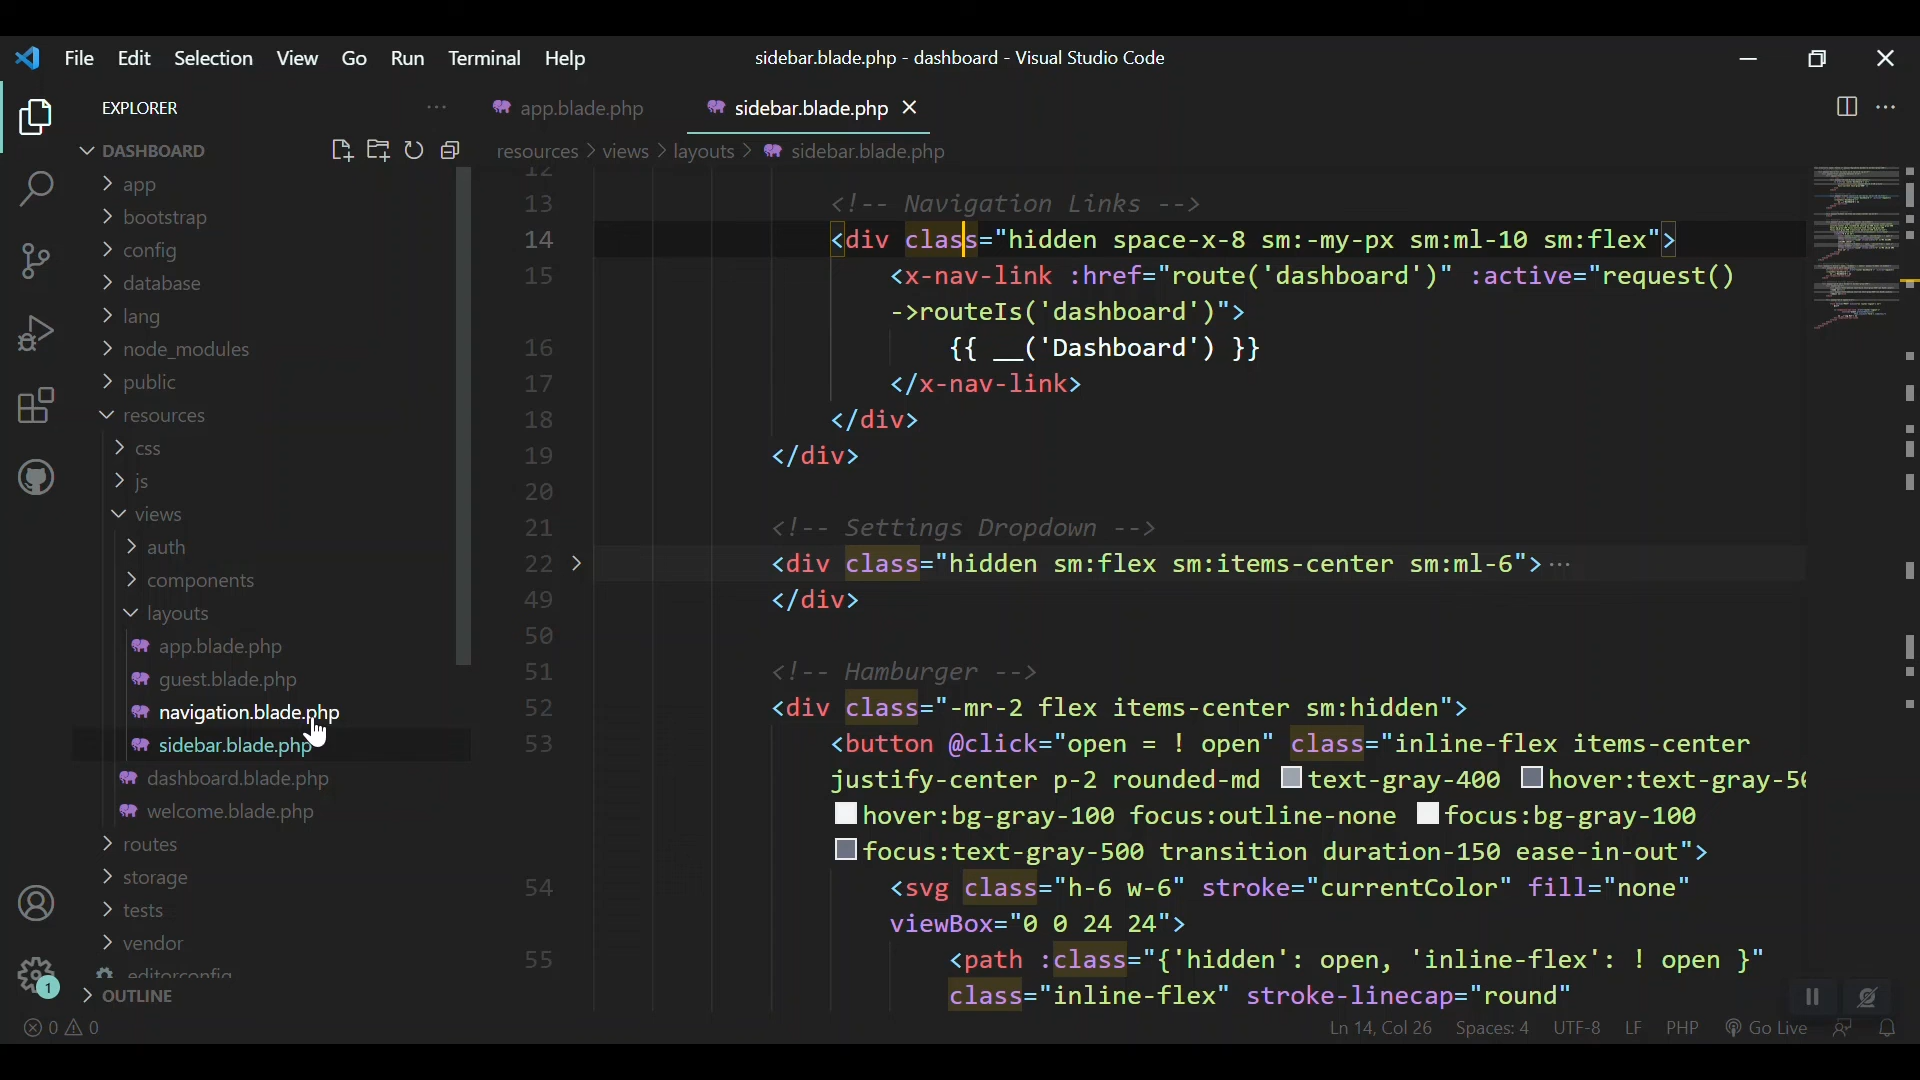 File Edit Selection View Go Run Terminal Help
sidebar.blade.php - dashboard - Visual Studio Code
EXPLORER
DASHBOARD
app
bootstrap
config
database
lang
node_modules
public
resources
css
js
views
auth
components
layouts
app.blade.php
guest.blade.php
navigation.blade.php
sidebar.blade.php
dashboard.blade.php
welcome.blade.php
routes
storage
tests
vendor
.editorconfig
OUTLINE
1
app.blade.php sidebar.blade.php
resources > views > layouts > sidebar.blade.php
12
13 <!-- Navigation Links -->
14 <div class="hidden space-x-8 sm:-my-px sm:ml-10 sm:flex">
15 <x-nav-link :href="route('dashboard')" :active="request()
->routeIs('dashboard')">
16 {{ __('Dashboard') }}
17 </x-nav-link>
18 </div>
19 </div>
20
21 <!-- Settings Dropdown -->
22 <div class="hidden sm:flex sm:items-center sm:ml-6">···
49 </div>
50
51 <!-- Hamburger -->
52 <div class="-mr-2 flex items-center sm:hidden">
53 <button @click="open = ! open" class="inline-flex items-center
justify-center p-2 rounded-md text-gray-400
hover:bg-gray-100 focus:outline-none focus:bg-gray-100
focus:text-gray-500 transition duration-150 ease-in-out">
54 <svg class="h-6 w-6" stroke="currentColor" fill="none"
viewBox="0 0 24 24">
55 <path :class="{'hidden': open, 'inline-flex': ! open }"
class="inline-flex" stroke-linecap="round"
0 0 Ln 14, Col 26 Spaces: 4 UTF-8 LF PHP Go Live